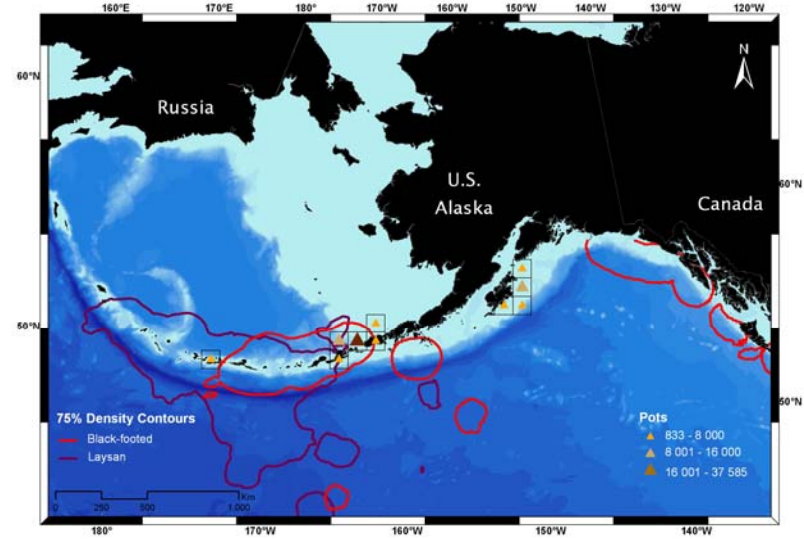 160°E 170°E 180° 170°W 160°W 150°W 140°W 130°W 120°W
N
60°N
Russia
U.S.
Alaska
60°N
Canada
50°N
50°N
75% Density Contours
Black-footed
Laysan
Pots
833 - 8 000
8 001 - 16 000
16 001 - 37 585
0 250 500 1 000
Km
180° 170°W 160°W 150°W 140°W